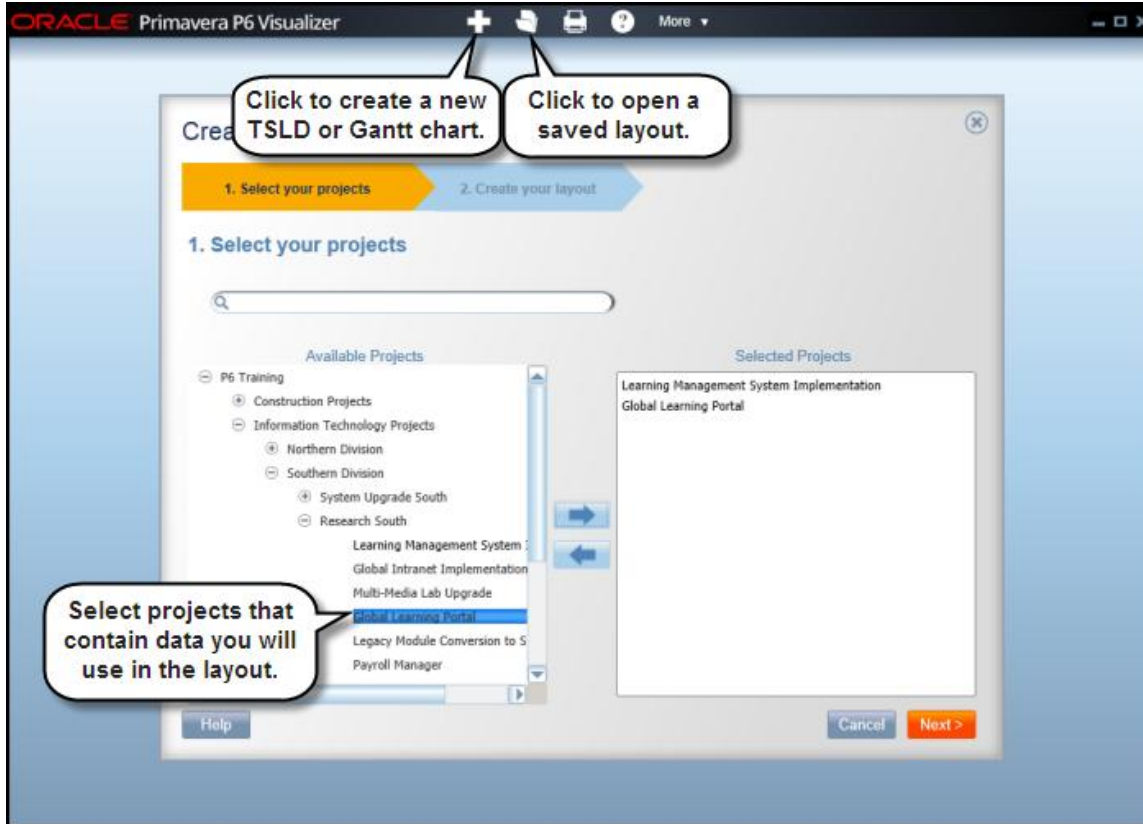 ORACLE Primavera P6 Visualizer
More
Click to create a new
TSLD or Gantt chart.
Click to open a
saved layout.
Crea
1. Select your projects
2. Create your layout
1. Select your projects
Available Projects
Selected Projects
P6 Training
Construction Projects
Information Technology Projects
Northern Division
Southern Division
System Upgrade South
Research South
Learning Management System
Global Intranet Implementation
Multi-Media Lab Upgrade
Global Learning Portal
Legacy Module Conversion to S
Payroll Manager
Learning Management System Implementation
Global Learning Portal
Select projects that
contain data you will
use in the layout.
Help
Cancel
Next >